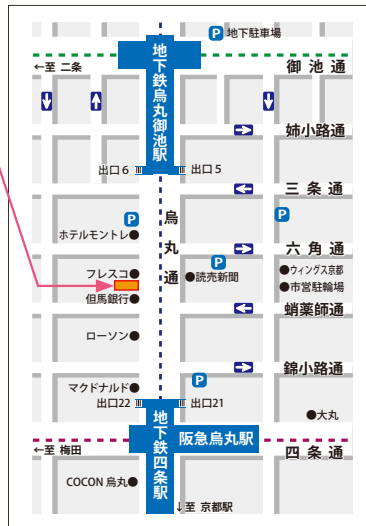 P 地下駐車場
地下鉄烏丸御池駅
←至 二条
御池通
姉小路通
出口6
出口5
三条通
P
烏丸通
P
ホテルモントレ
六角通
フレスコ
P
読売新聞
ウィングス京都
但馬銀行
市営駐輪場
蛸薬師通
ローソン
錦小路通
マクドナルド
P
出口22
出口21
大丸
地下鉄四条駅
阪急烏丸駅
←至 梅田
四条通
COCON 烏丸
↓至 京都駅